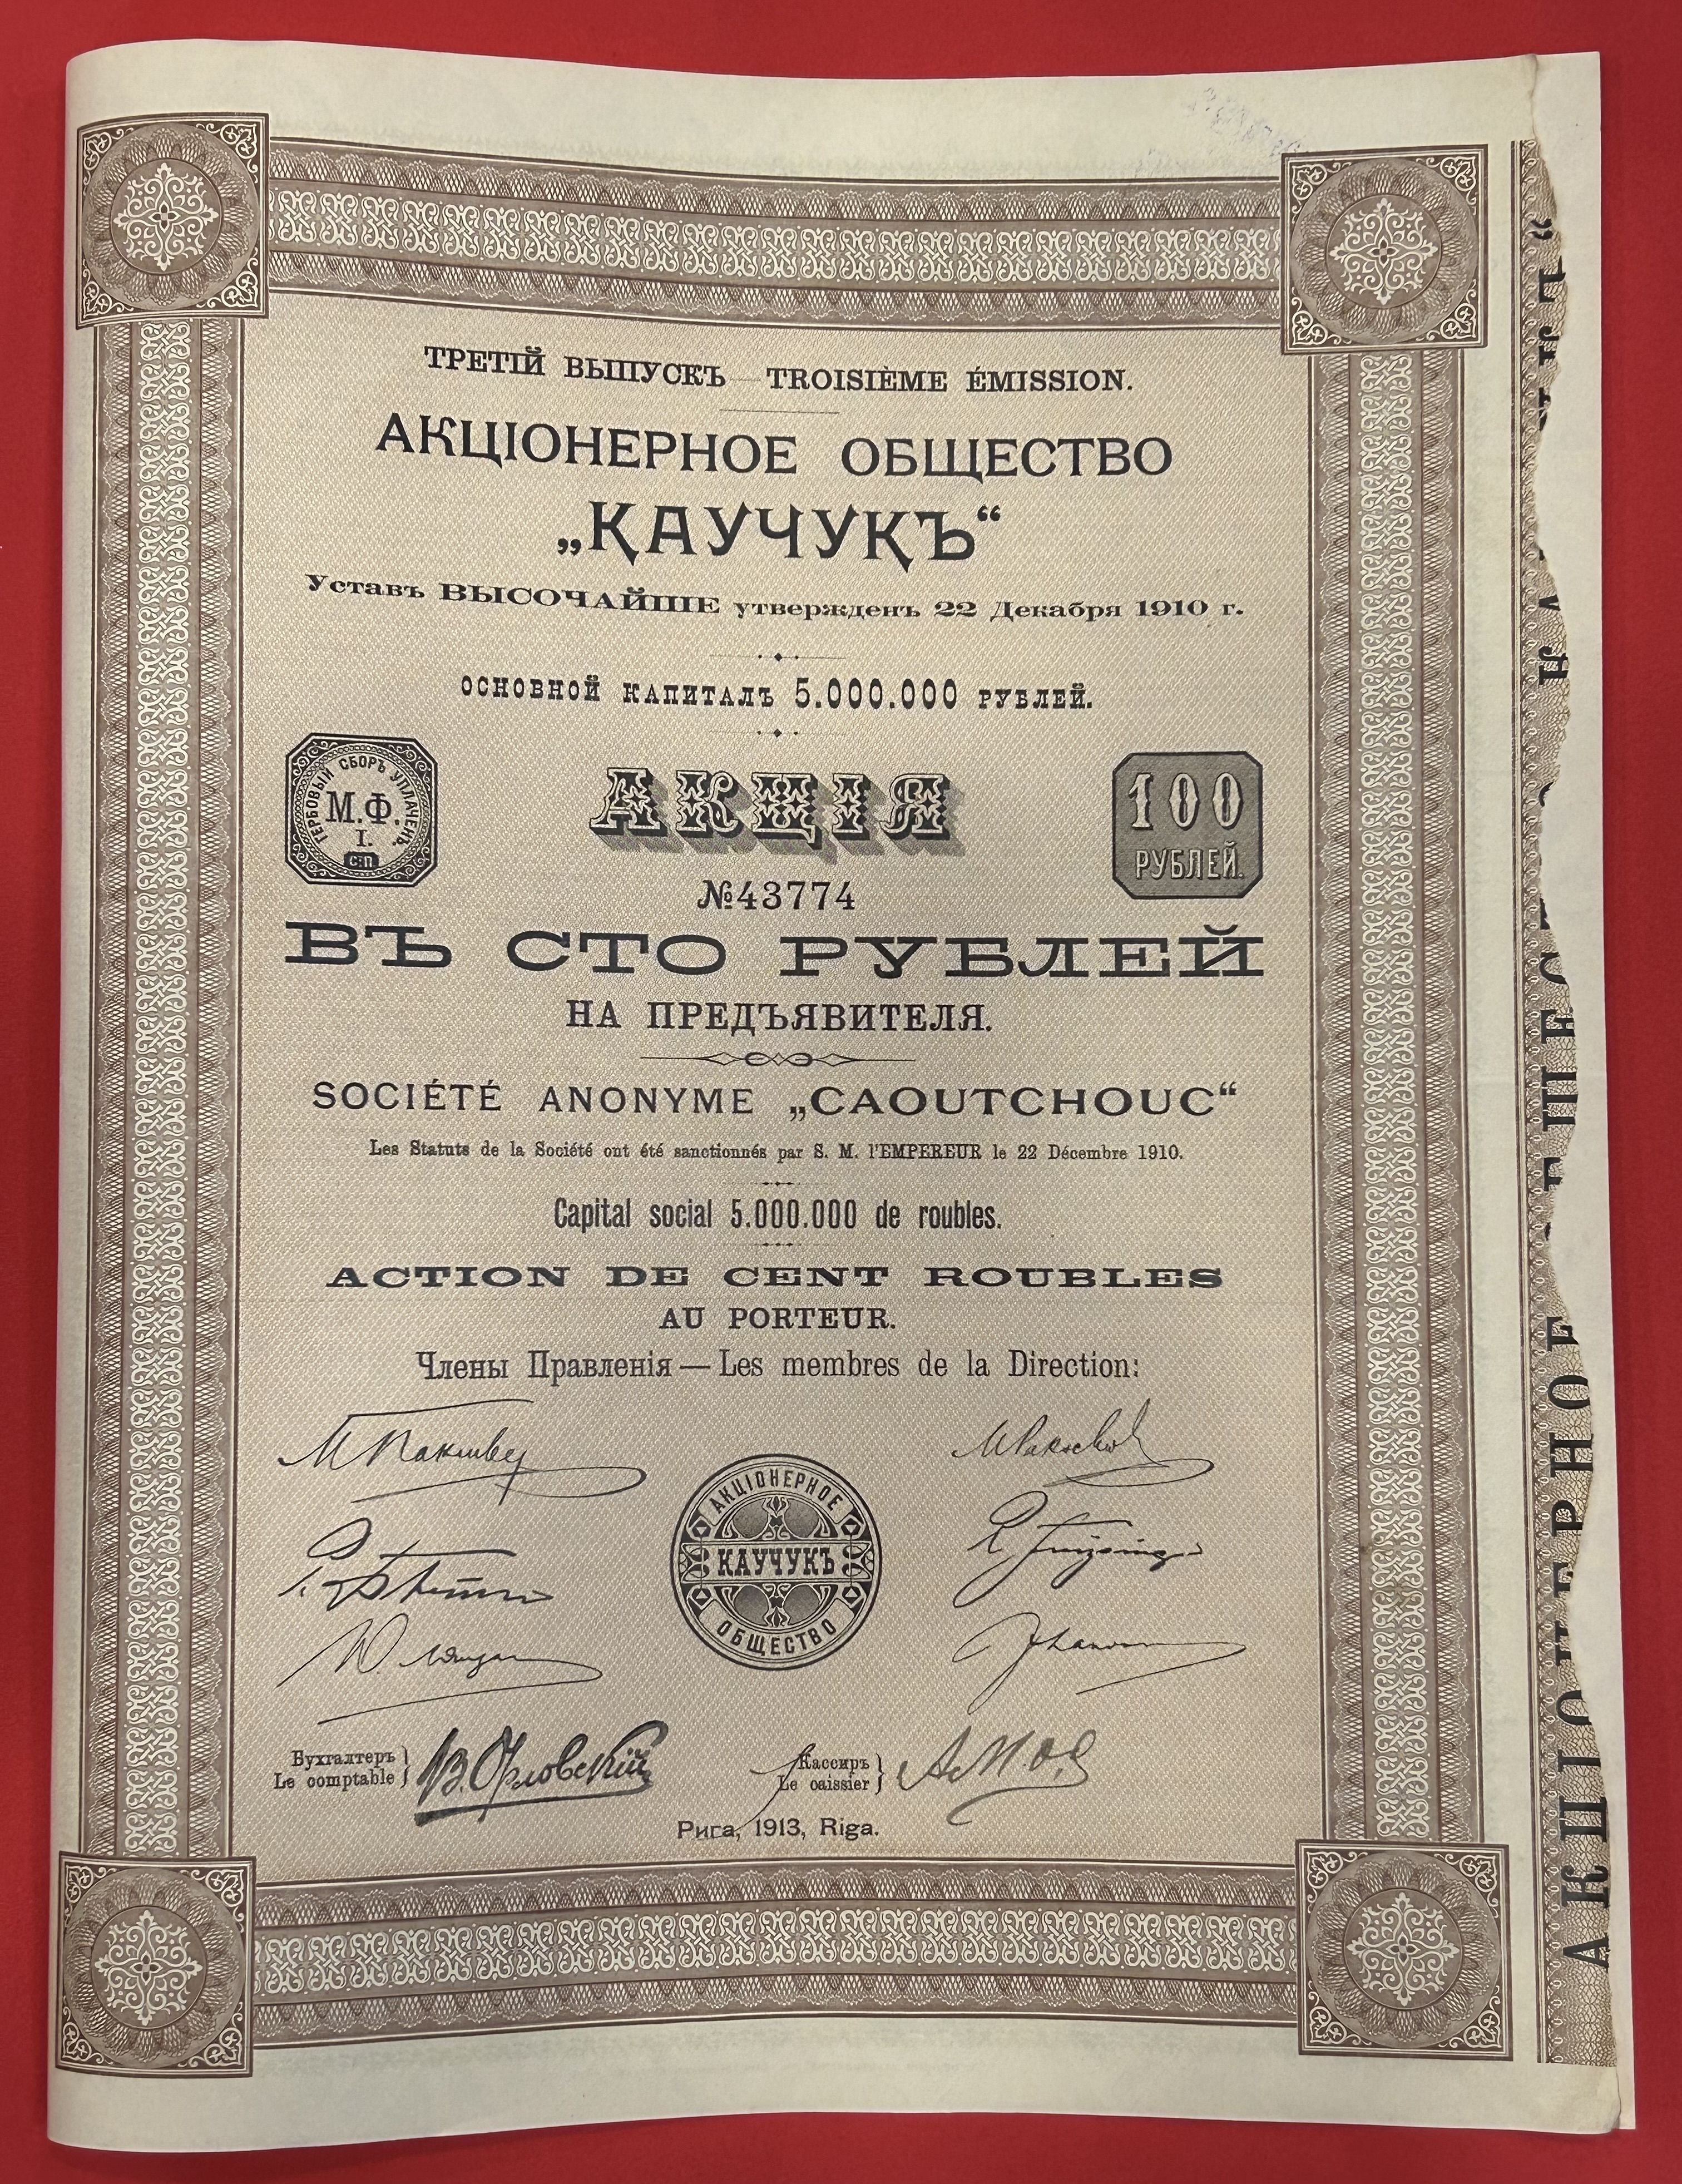 ТРЕТІЙ ВЫПУСКЪ — TROISIÈME ÉMISSION.
АКЦІОНЕРНОЕ ОБЩЕСТВО
„КАУЧУКЪ“
Уставъ ВЫСОЧАЙШЕ утвержденъ 22 Декабря 1910 г.
ОСНОВНОЙ КАПИТАЛЪ 5.000.000 РУБЛЕЙ.
ГЕРБОВЫЙ СБОРЪ УПЛАЧЕНЪ.
М.Ф.
I.
СПП
АКЦІЯ
100
РУБЛЕЙ.
№43774
ВЪ СТО РУБЛЕЙ
НА ПРЕДЪЯВИТЕЛЯ.
SOCIÉTÉ ANONYME „CAOUTCHOUC“
Les Statuts de la Société ont été sanctionnés par S. M. l'EMPEREUR le 22 Décembre 1910.
Capital social 5.000.000 de roubles.
ACTION DE CENT ROUBLES
AU PORTEUR.
Члены Правленія — Les membres de la Direction:
АКЦІОНЕРНОЕ
КАУЧУКЪ
ОБЩЕСТВО
Бухгалтеръ
Le comptable
В. Орловскій
Кассиръ
Le caissier
Рига, 1913, Riga.
АКЦІОНЕРНОЕ